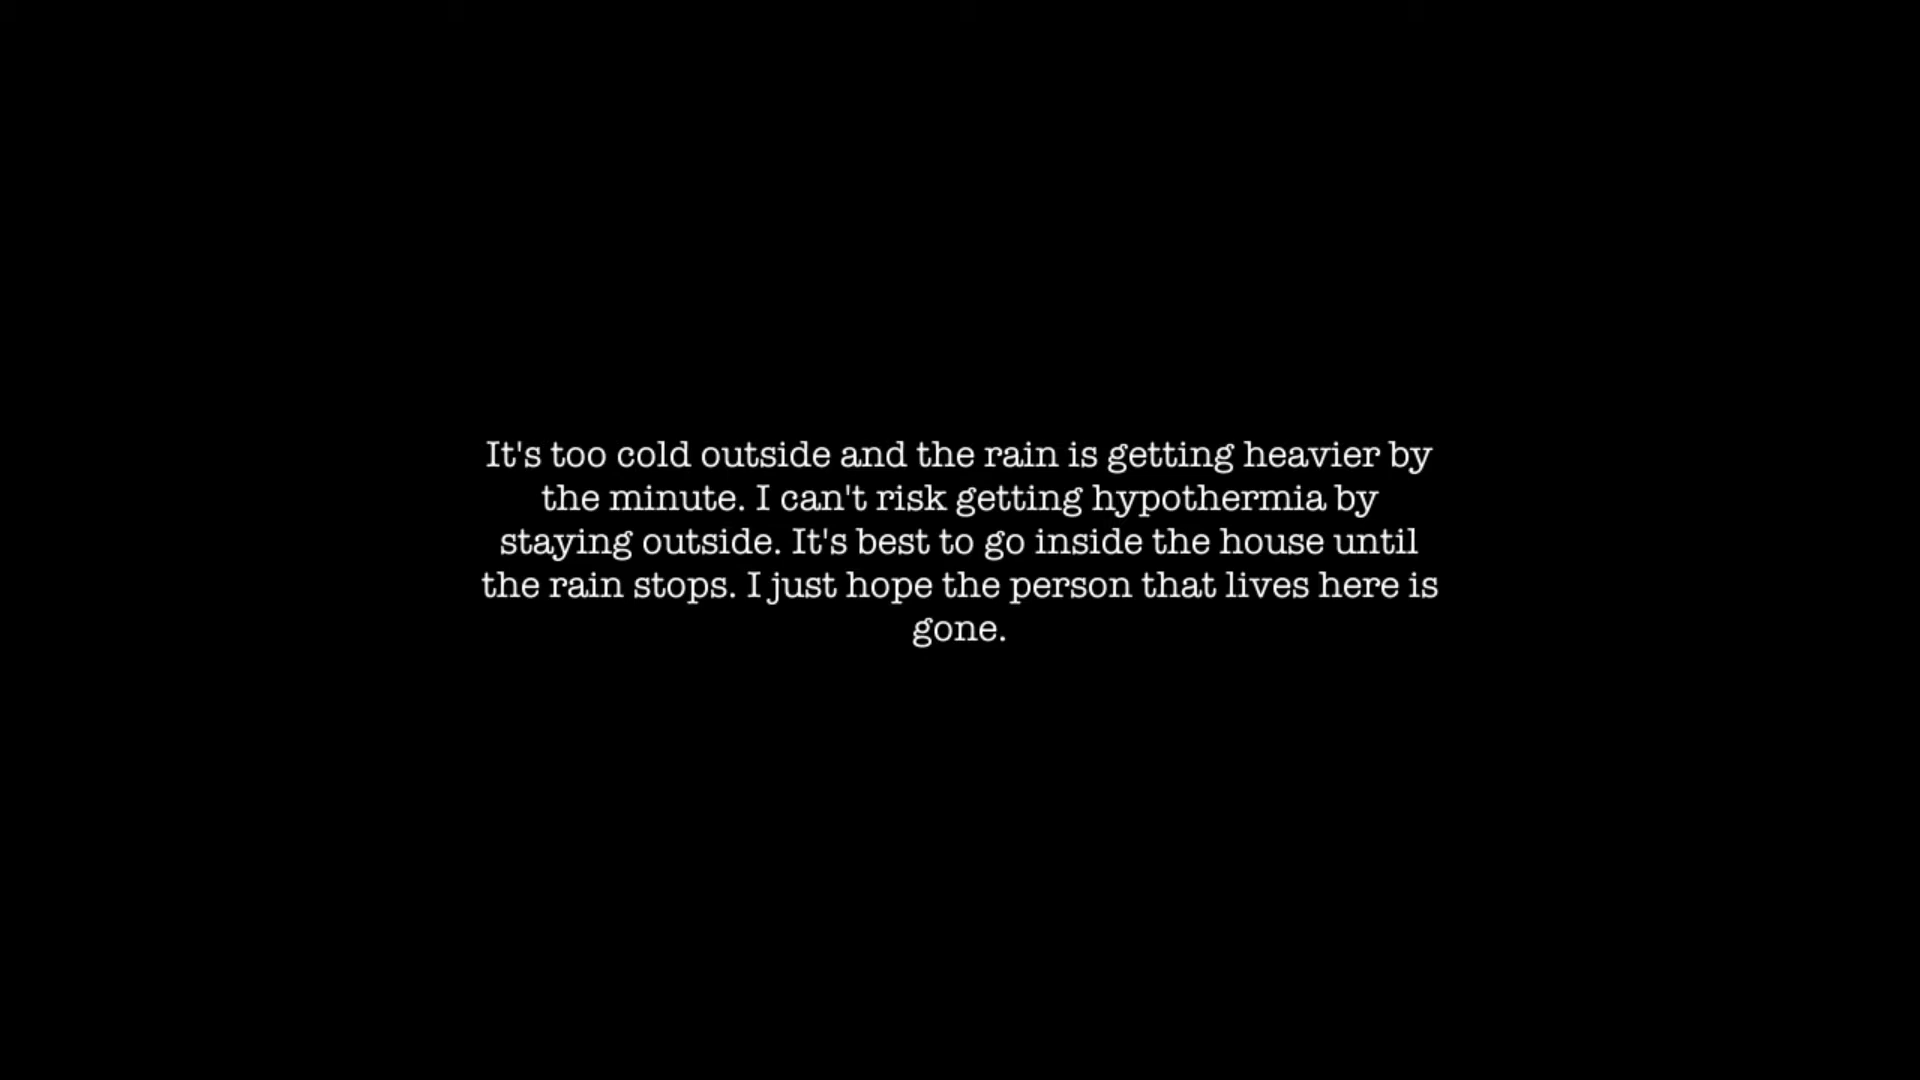 It's too cold outside and the rain is getting heavier by
the minute. I can't risk getting hypothermia by
staying outside. It's best to go inside the house until
the rain stops. I just hope the person that lives here is
gone.